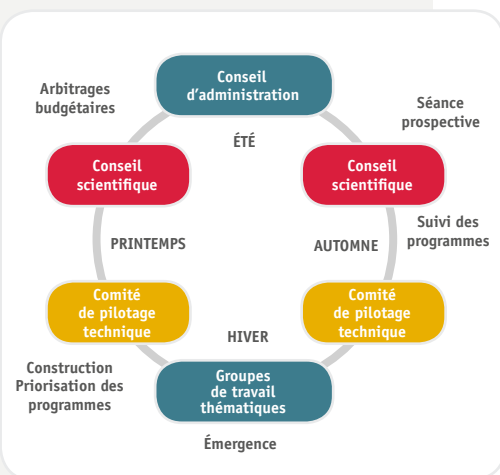 Conseil
d'administration
Arbitrages
budgétaires
Séance
prospective
ÉTÉ
Conseil
scientifique
Conseil
scientifique
Suivi des
programmes
PRINTEMPS
AUTOMNE
Comité
de pilotage
technique
Comité
de pilotage
technique
HIVER
Construction
Priorisation des
programmes
Groupes
de travail
thématiques
Émergence